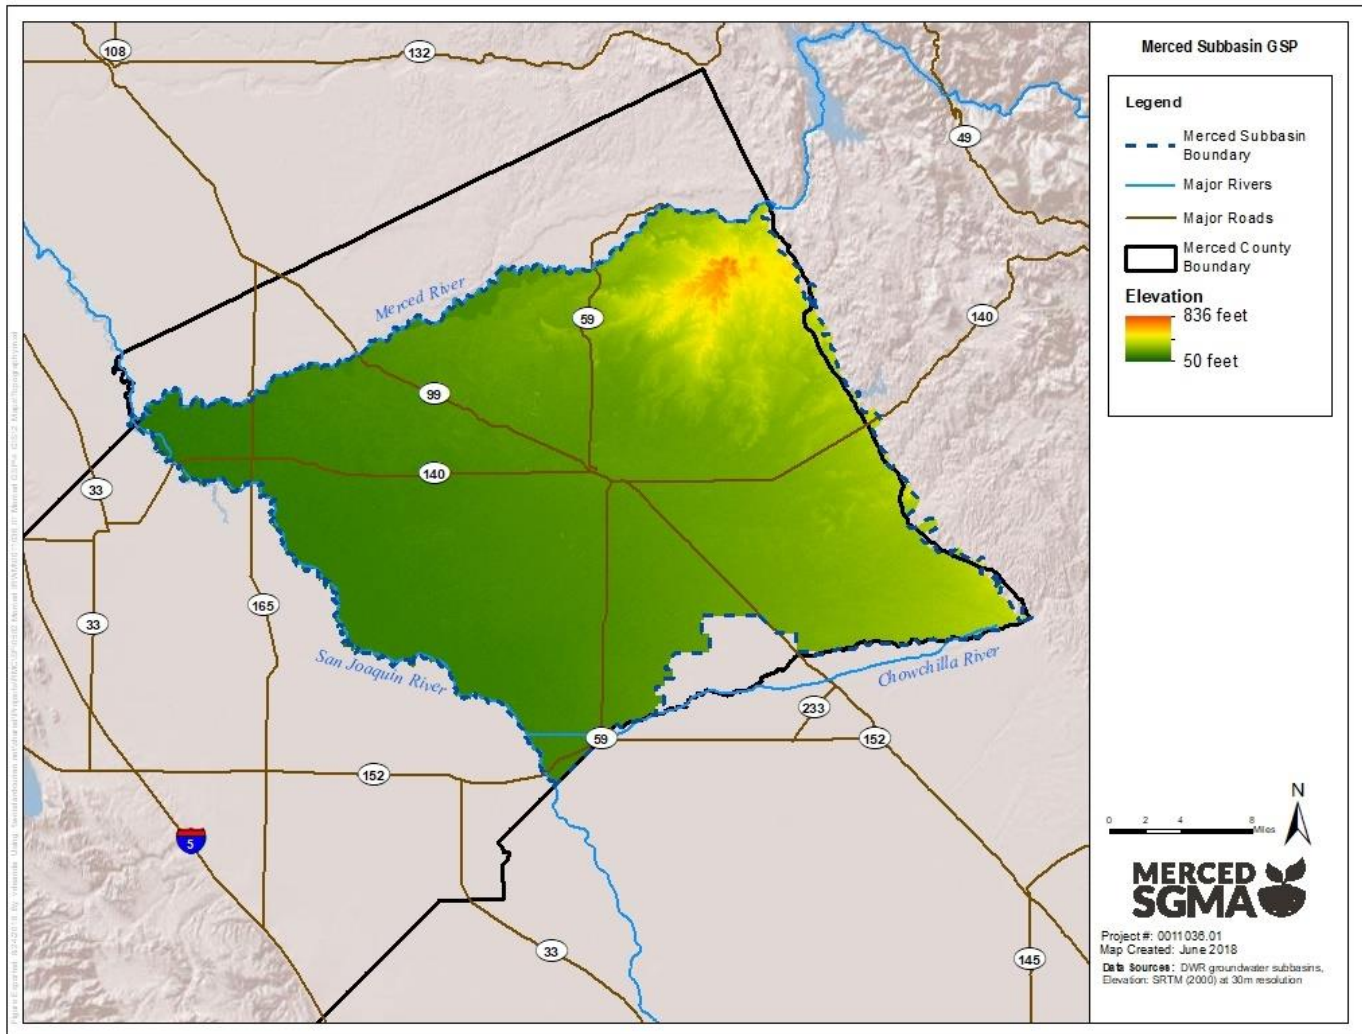 Merced Subbasin GSP
Legend
Merced Subbasin
Boundary
Major Rivers
Major Roads
Merced County
Boundary
Elevation
836 feet
50 feet
108
132
49
Merced River
59
140
99
140
33
165
33
San Joaquin River
Chowchilla River
233
59
152
152
5
33
145
N
0 2 4 8
Miles
MERCED
SGMA
Project #: 0011036.01
Map Created: June 2018
Data Sources: DWR groundwater subbasins,
Elevation: SRTM (2000) at 30m resolution